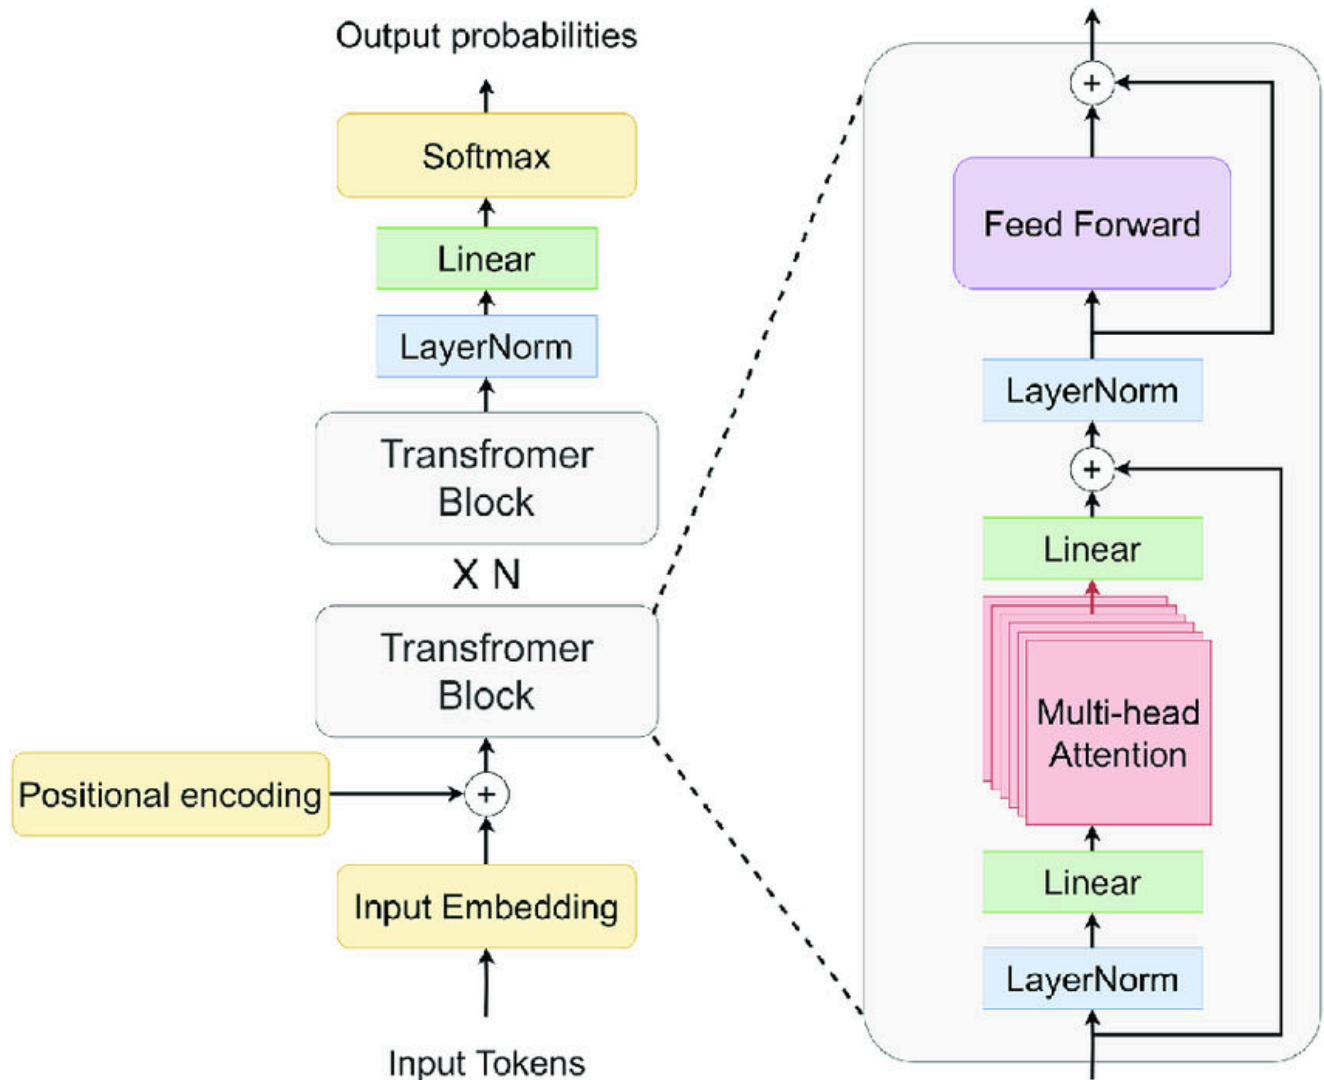 Output probabilities
Softmax
Linear
LayerNorm
Transfromer
Block
X N
Transfromer
Block
Positional encoding
+
Input Embedding
Input Tokens
+
Feed Forward
LayerNorm
+
Linear
Multi-head
Attention
Linear
LayerNorm